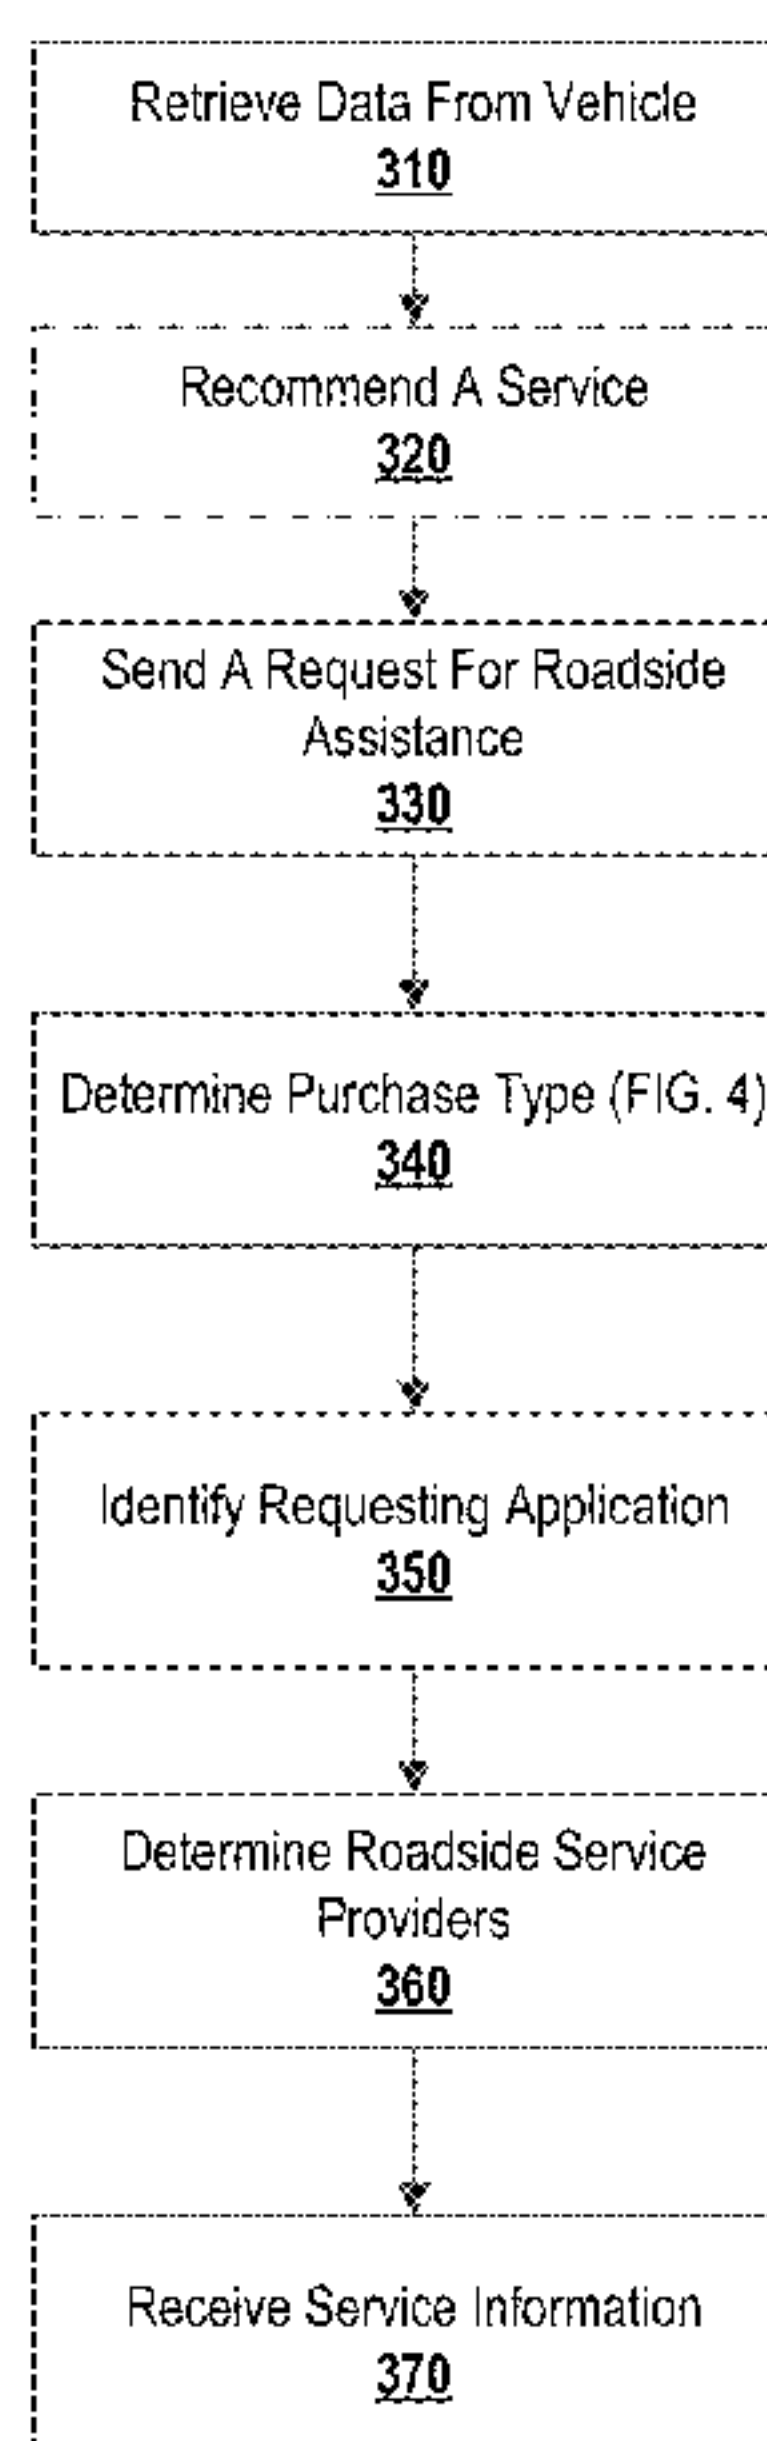 Retrieve Data From Vehicle
310
Recommend A Service
320
Send A Request For Roadside
Assistance
330
Determine Purchase Type (FIG. 4)
340
Identify Requesting Application
350
Determine Roadside Service
Providers
360
Receive Service Information
370